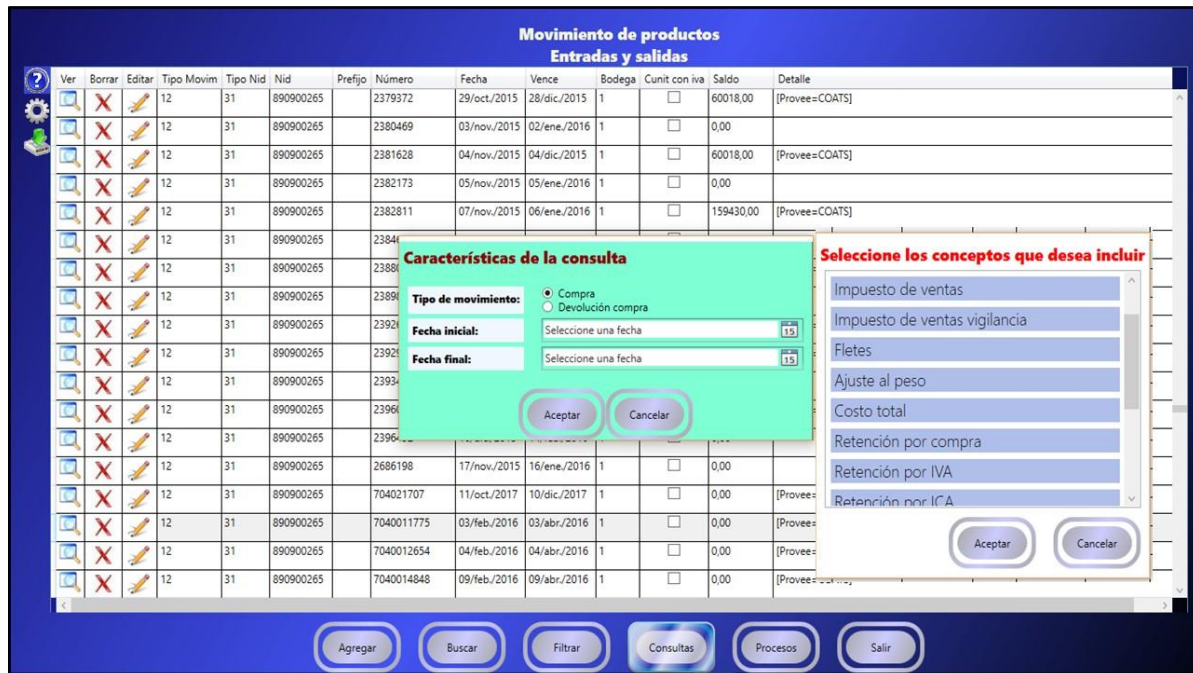 Movimiento de productos
Entradas y salidas
Ver Borrar Editar Tipo Movim Tipo Nid Nid Prefijo Número Fecha Vence Bodega Cunit con iva Saldo Detalle
12 31 890900265 2379372 29/oct./2015 28/dic./2015 1 60018,00 [Provee=COATS]
12 31 890900265 2380469 03/nov./2015 02/ene./2016 1 0,00
12 31 890900265 2381628 04/nov./2015 04/dic./2015 1 60018,00 [Provee=COATS]
12 31 890900265 2382173 05/nov./2015 05/ene./2016 1 0,00
12 31 890900265 2382811 07/nov./2015 06/ene./2016 1 159430,00 [Provee=COATS]
12 31 890900265
12 31 890900265
12 31 890900265
12 31 890900265
12 31 890900265
12 31 890900265
12 31 890900265
12 31 890900265
12 31 890900265 2686198 17/nov./2015 16/ene./2016 1 0,00
12 31 890900265 704021707 11/oct./2017 10/dic./2017 1 0,00 [Provee=
12 31 890900265 7040011775 03/feb./2016 03/abr./2016 1 0,00 [Provee=
12 31 890900265 7040012654 04/feb./2016 04/abr./2016 1 0,00 [Provee=
12 31 890900265 7040014848 09/feb./2016 09/abr./2016 1 0,00 [Provee=
Características de la consulta
Tipo de movimiento:
Compra
Devolución compra
Fecha inicial: Seleccione una fecha 15
Fecha final: Seleccione una fecha 15
Aceptar Cancelar
Seleccione los conceptos que desea incluir
Impuesto de ventas
Impuesto de ventas vigilancia
Fletes
Ajuste al peso
Costo total
Retención por compra
Retención por IVA
Retención por ICA
Aceptar Cancelar
Agregar Buscar Filtrar Consultas Procesos Salir